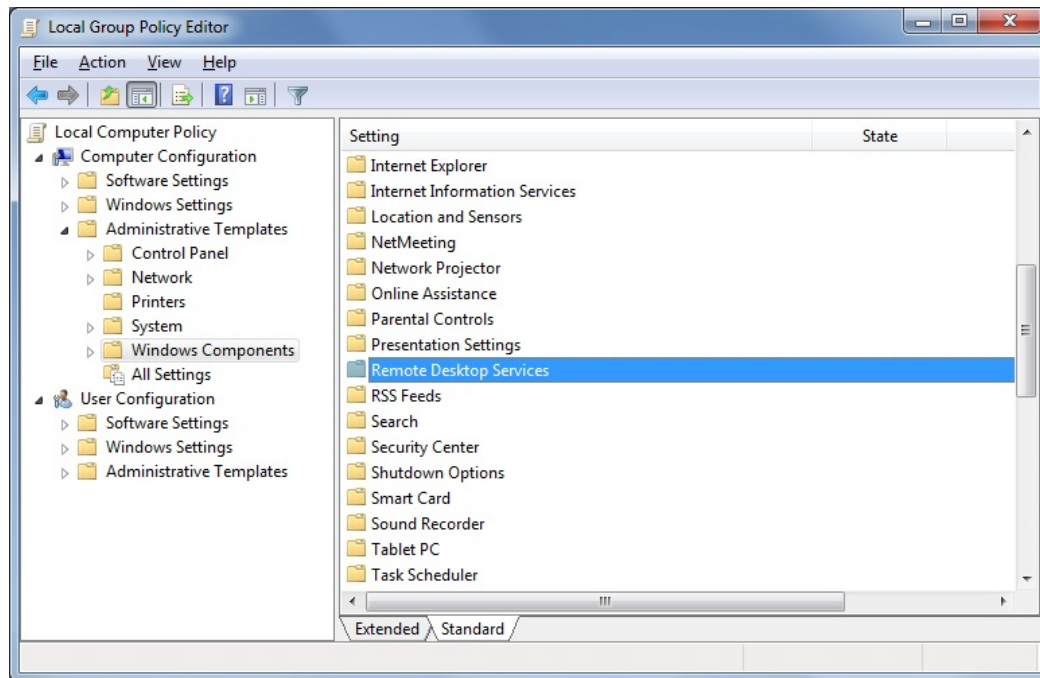 Local Group Policy Editor
File Action View Help
Local Computer Policy
Computer Configuration
Software Settings
Windows Settings
Administrative Templates
Control Panel
Network
Printers
System
Windows Components
All Settings
User Configuration
Software Settings
Windows Settings
Administrative Templates
Setting State
Internet Explorer
Internet Information Services
Location and Sensors
NetMeeting
Network Projector
Online Assistance
Parental Controls
Presentation Settings
Remote Desktop Services
RSS Feeds
Search
Security Center
Shutdown Options
Smart Card
Sound Recorder
Tablet PC
Task Scheduler
Extended Standard